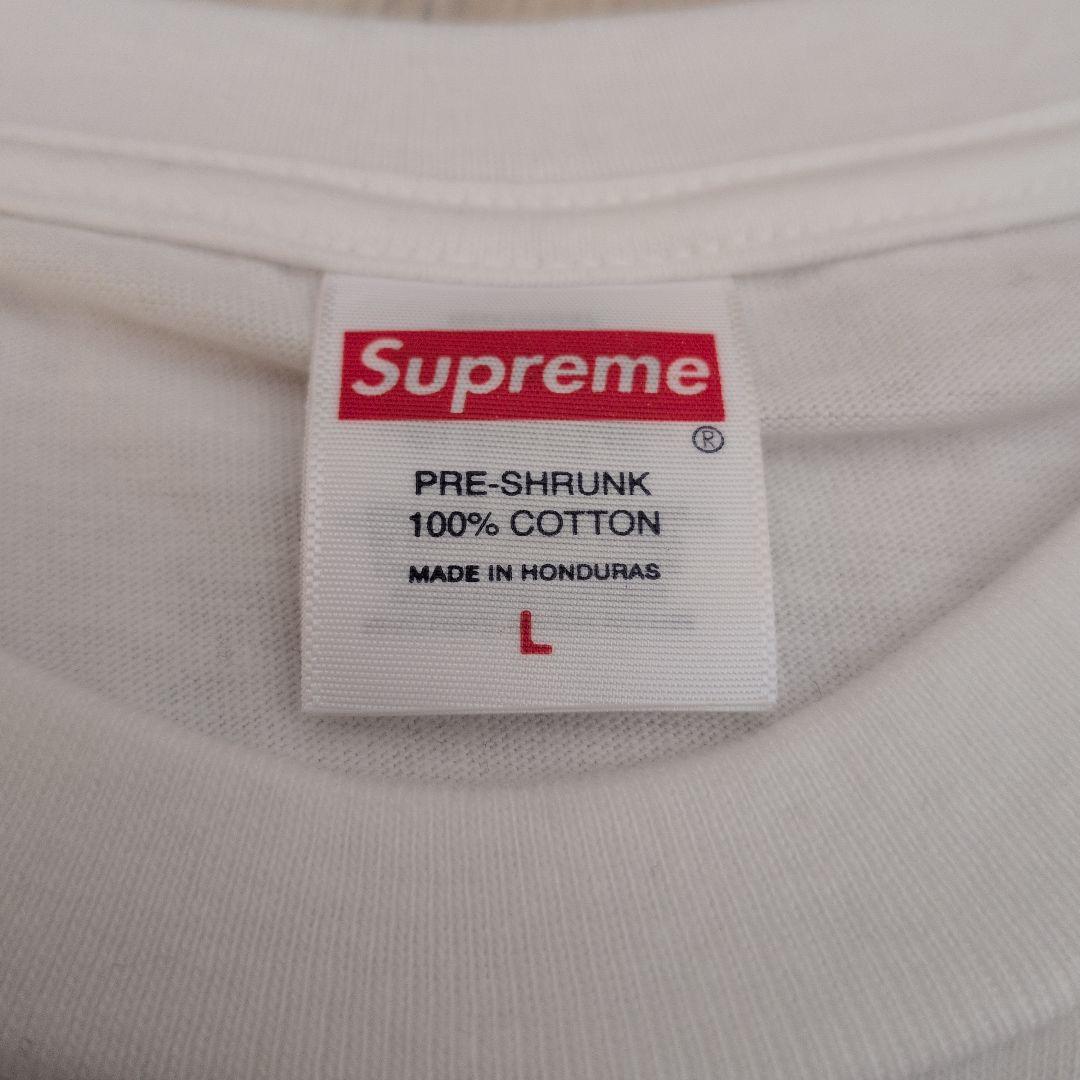 Supreme
®
PRE-SHRUNK
100% COTTON
MADE IN HONDURAS
L